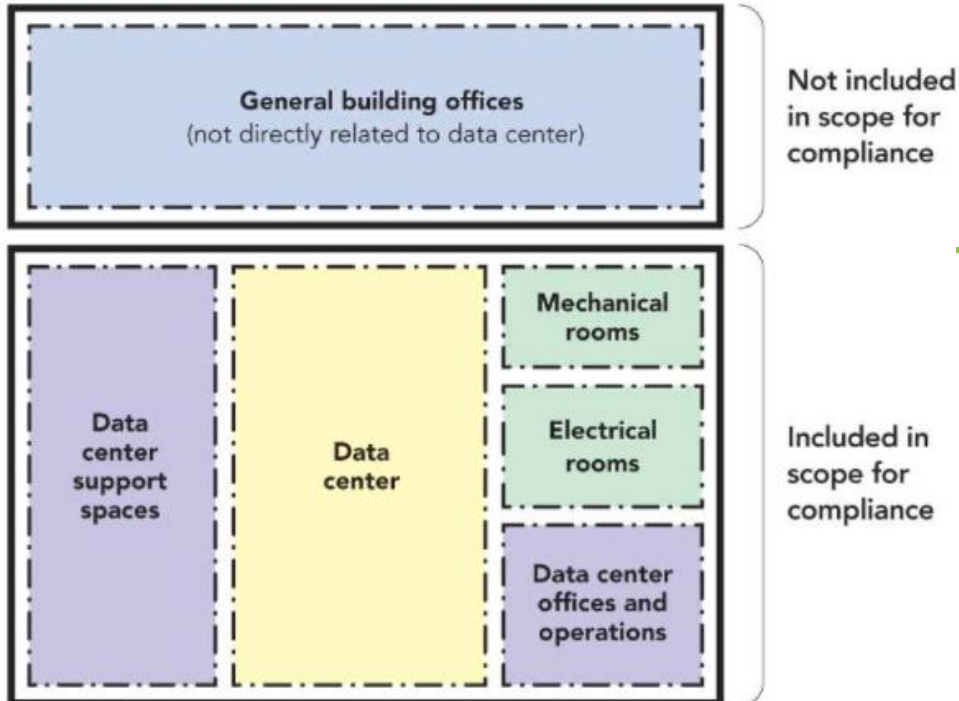 General building offices
(not directly related to data center)
Not included
in scope for
compliance
Data
center
support
spaces
Data
center
Mechanical
rooms
Electrical
rooms
Data center
offices and
operations
Included in
scope for
compliance